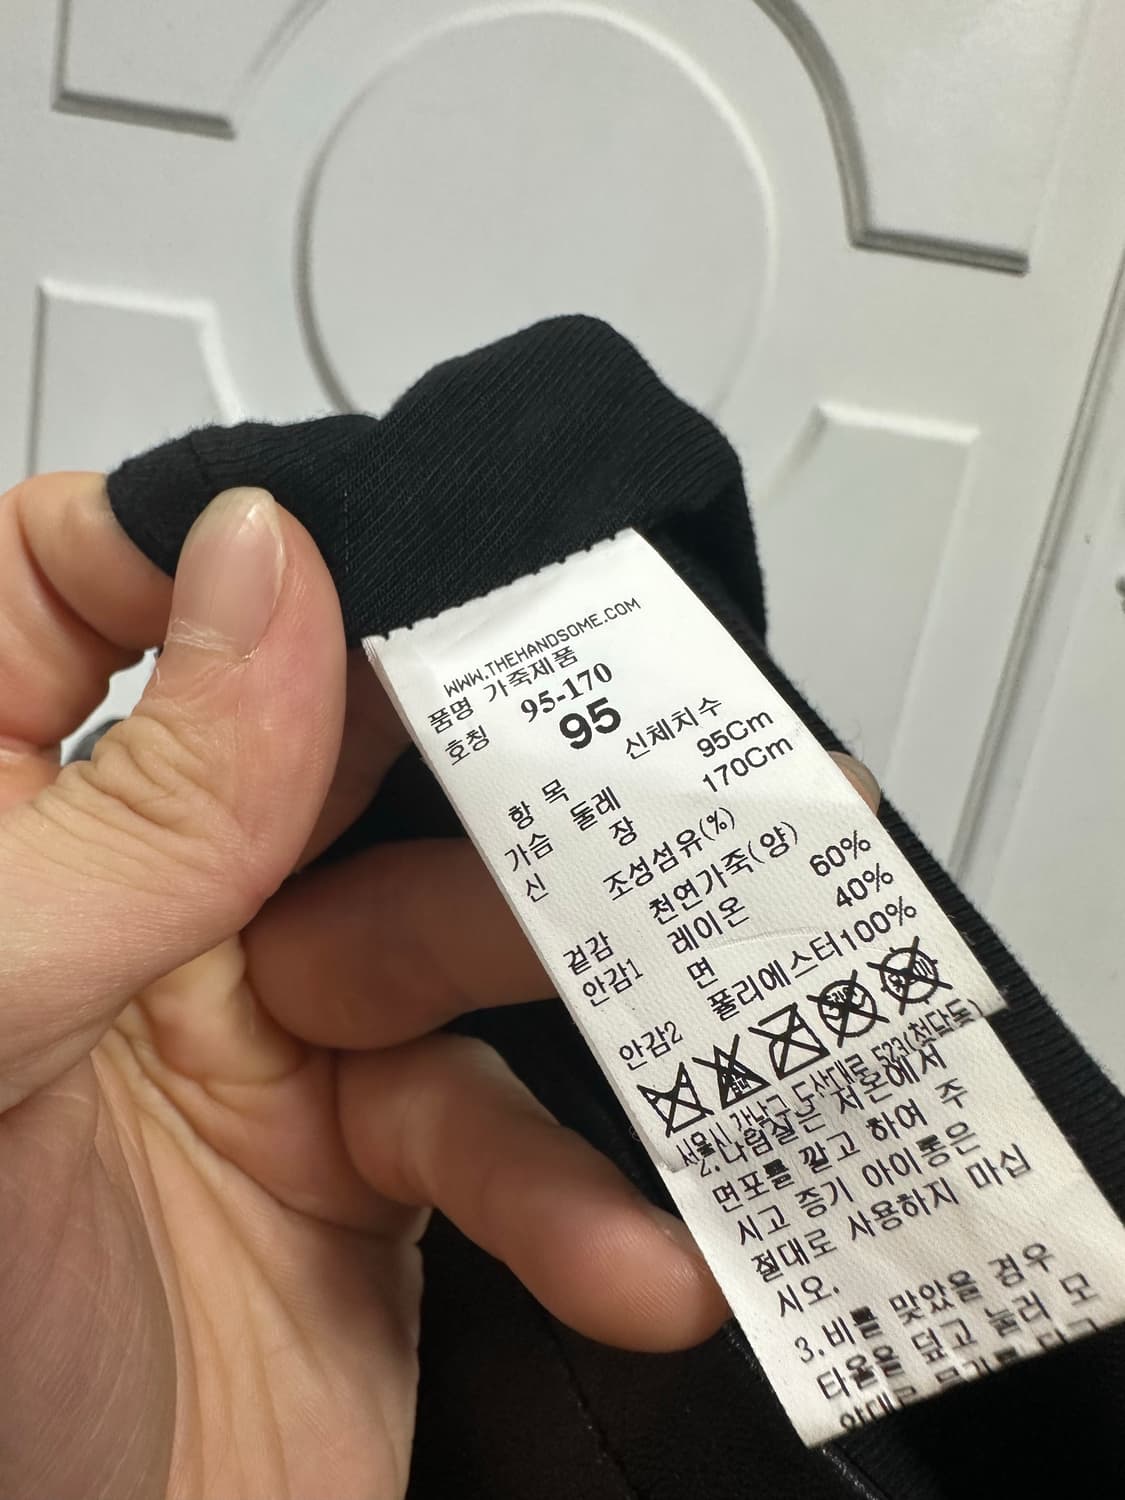 WWW.THEHANDSOME.COM
품명 가죽제품
호칭 95-170
95
항 목 신체치수
가슴 둘레 95Cm
신 장 170Cm
조성섬유(%)
겉감 천연가죽(양)
안감1 레이온 60%
면 40%
안감2 폴리에스터100%
서울시 강남구 도산대로 523(청담동)
2. 다림질은 저온에서
면포를 깔고 하여 주
시고 증기 아이롱은
절대로 사용하지 마십
시오.
3.비를 맞았을 경우
타올을 덮고 눌러 모